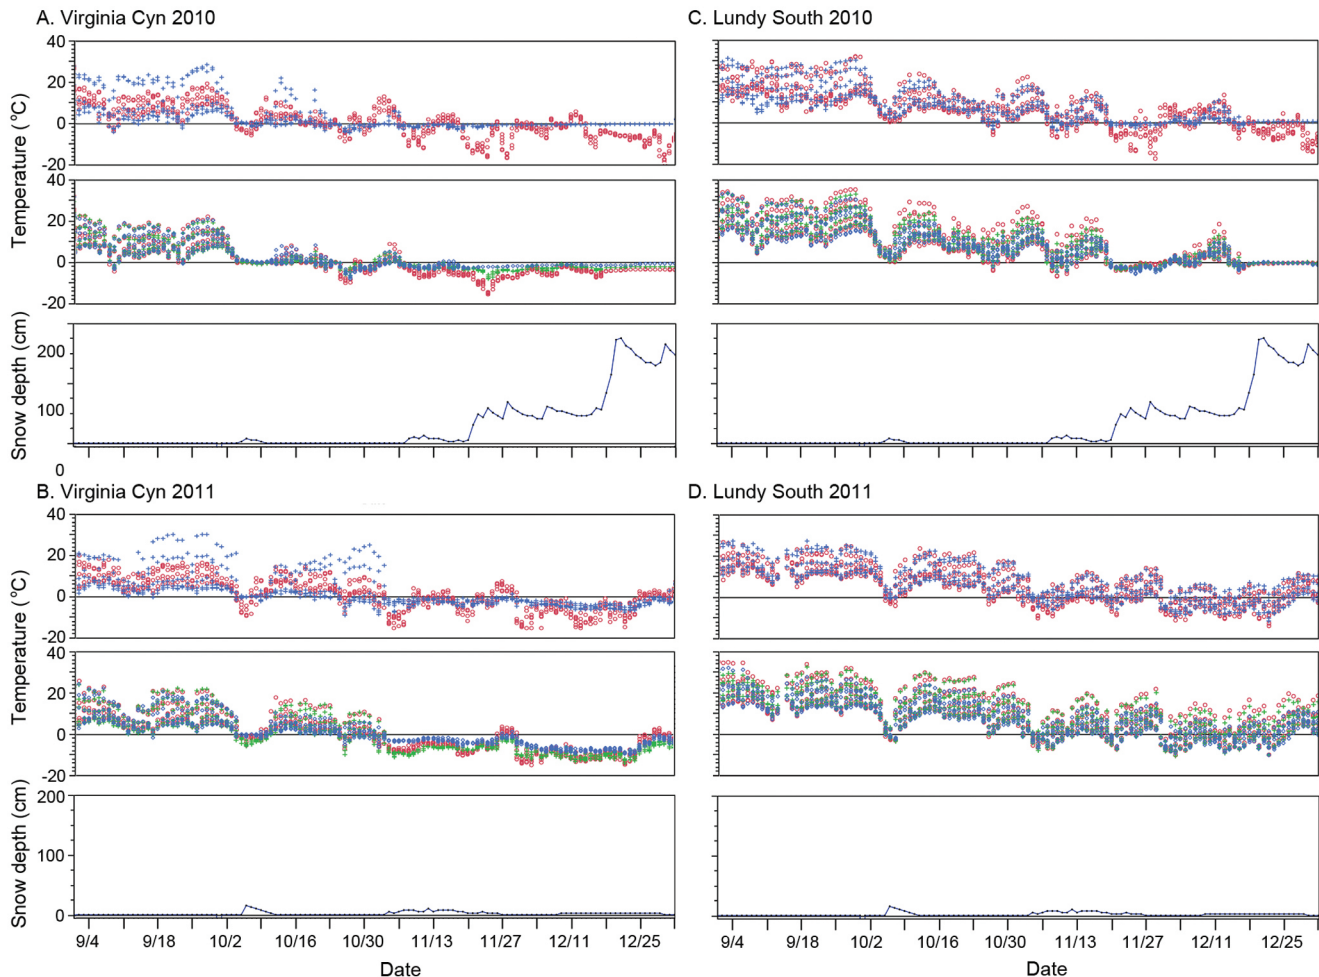 A. Virginia Cyn 2010
40
20
0
-20
Temperature (°C)
40
20
0
-20
Snow depth (cm)
200
100
0
B. Virginia Cyn 2011
40
20
0
-20
Temperature (°C)
40
20
0
-20
Snow depth (cm)
200
100
0
9/4 9/18 10/2 10/16 10/30 11/13 11/27 12/11 12/25
Date
C. Lundy South 2010
D. Lundy South 2011
9/4 9/18 10/2 10/16 10/30 11/13 11/27 12/11 12/25
Date